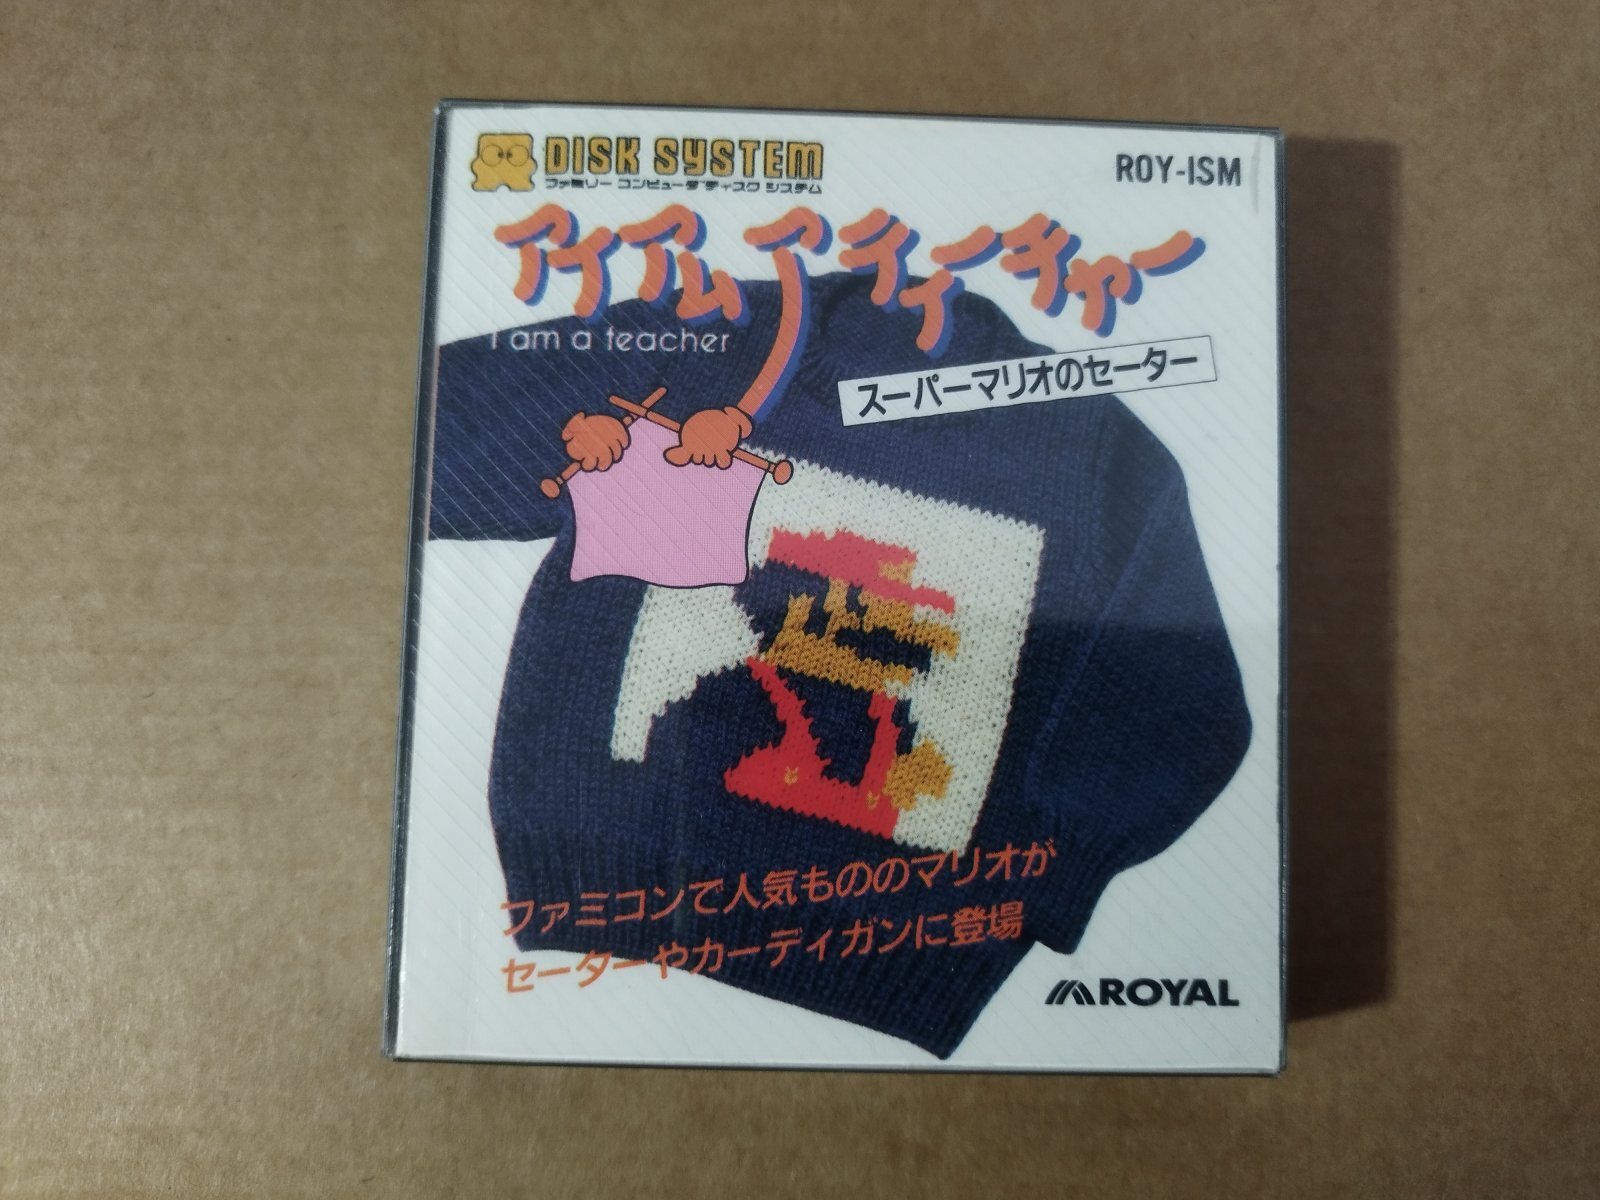 DISK SYSTEM
ファミリー コンピュータ ディスク システム
ROY-ISM
アイアム ア ティーチャー
I am a teacher
スーパーマリオのセーター
ファミコンで人気もののマリオが
セーターやカーディガンに登場
ROYAL